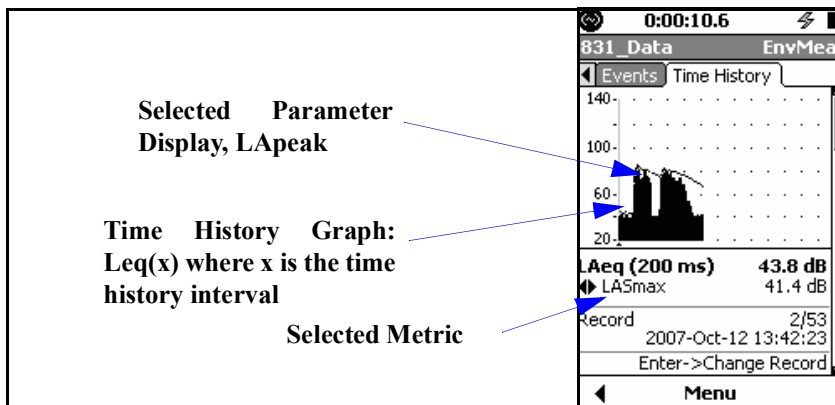 Selected Parameter
Display, LApeak
Time History Graph:
Leq(x) where x is the time
history interval
Selected Metric
0:00:10.6
831_Data EnvMea
Events Time History
140
100
60
20
LAeq (200 ms) 43.8 dB
LASmax 41.4 dB
Record 2/53
2007-Oct-12 13:42:23
Enter->Change Record
Menu